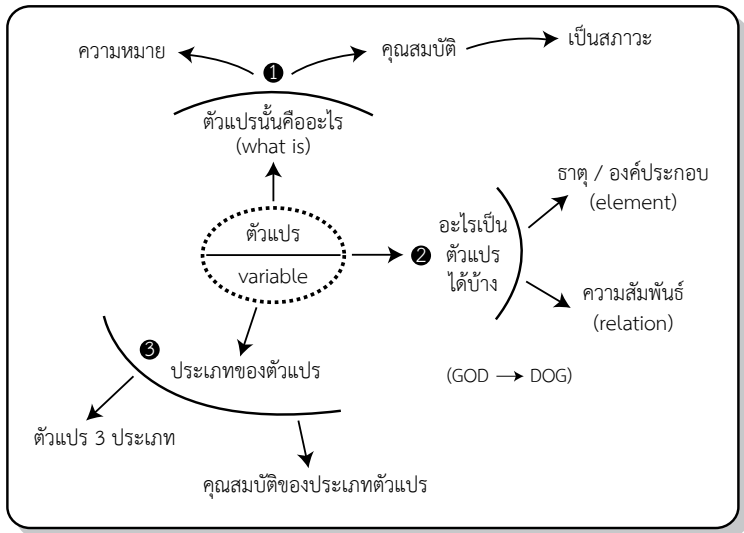 ความหมาย
❶
คุณสมบัติ
เป็นสภาวะ
ตัวแปรนั้นคืออะไร
(what is)
ตัวแปร
variable
❷
อะไรเป็น
ตัวแปร
ได้บ้าง
ธาตุ / องค์ประกอบ
(element)
ความสัมพันธ์
(relation)
(GOD → DOG)
❸
ประเภทของตัวแปร
ตัวแปร 3 ประเภท
คุณสมบัติของประเภทตัวแปร